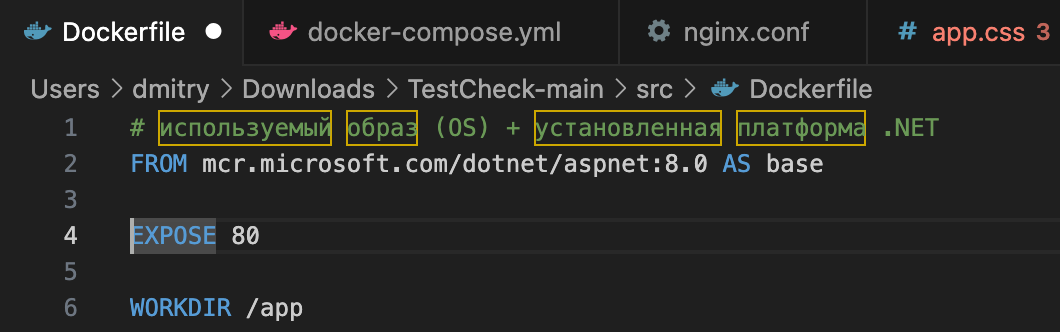 Dockerfile docker-compose.yml nginx.conf # app.css 3
Users > dmitry > Downloads > TestCheck-main > src > Dockerfile
1 # используемый образ (OS) + установленная платформа .NET
2 FROM mcr.microsoft.com/dotnet/aspnet:8.0 AS base
3
4 EXPOSE 80
5
6 WORKDIR /app